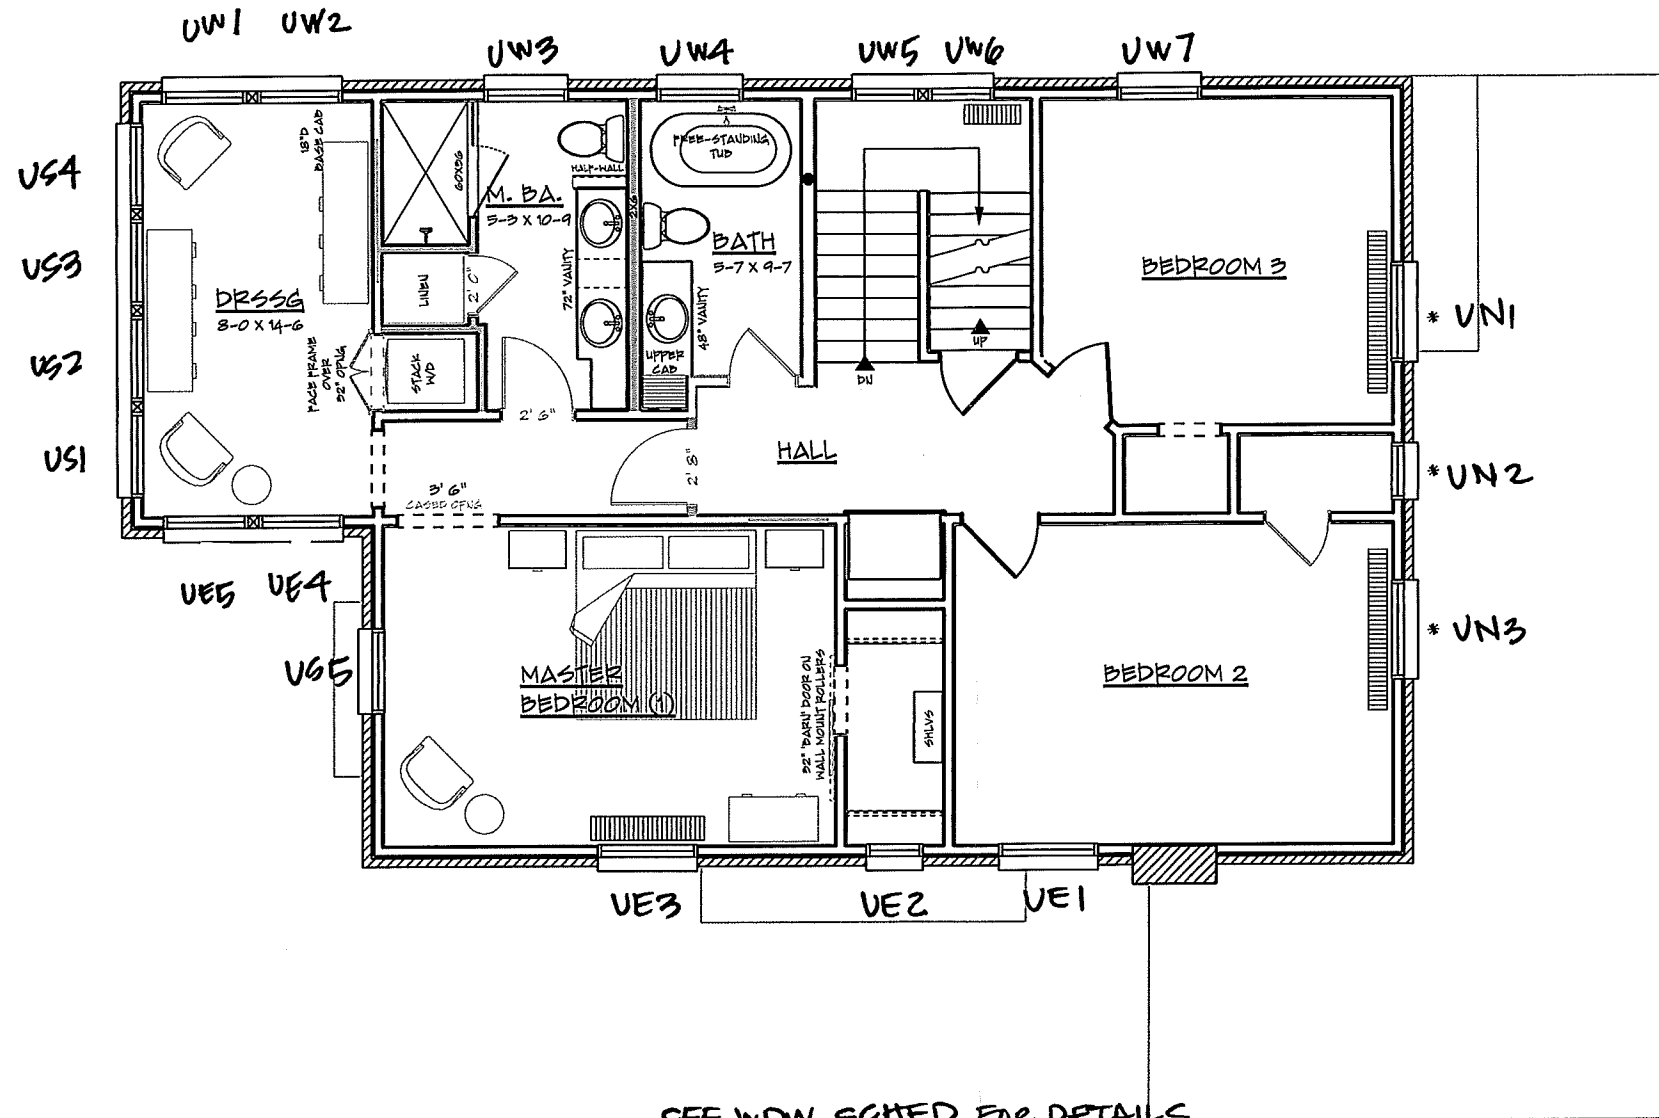 UW1 UW2
UW3
UW4
UW5 UW6
UW7
US4
US3
US2
US1
18"D
BASE CAB
DRSSG
8-0 X 14-6
FACE FRAME
OVER
32" OPNG
60X36
M. BA.
5-3 X 10-9
HALF-WALL
2X6
LINEN
2' 0"
72" VANITY
STACK
W/D
2' 6"
FREE-STANDING
TUB
BATH
5-7 X 9-7
48" VANITY
UPPER
CAB
DN
UP
BEDROOM 3
* UN1
* UN2
* UN3
HALL
2' 8"
3' 6"
CASED OPNG
UE5 UE4
US5
MASTER
BEDROOM (1)
32" 'BARN' DOOR ON
WALL MOUNT ROLLERS
SHLVS
BEDROOM 2
UE3
UE2
UE1
SEE WDW SCHED FOR DETAILS